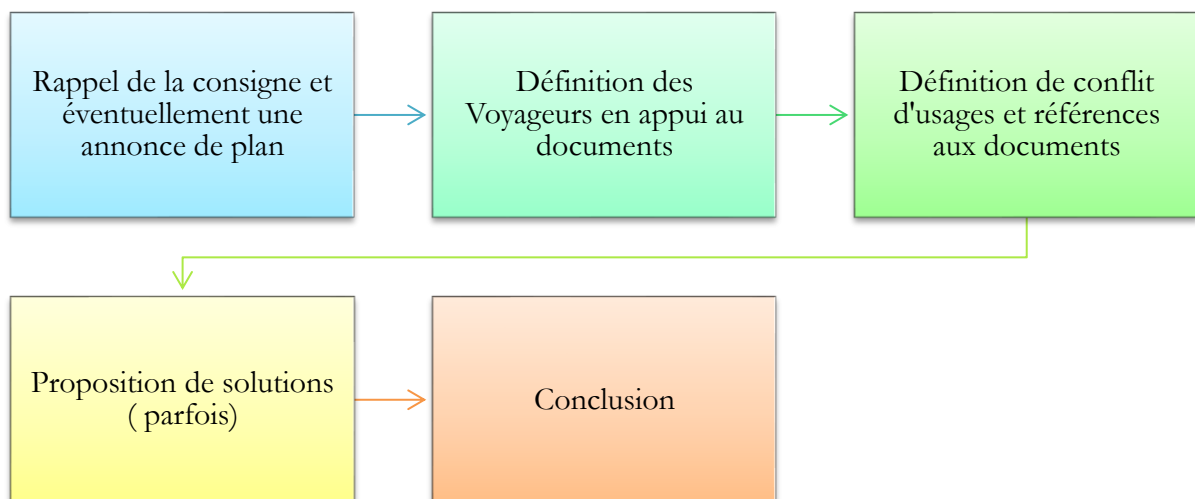 Rappel de la consigne et
éventuellement une
annonce de plan
Définition des
Voyageurs en appui au
documents
Définition de conflit
d'usages et références
aux documents
Proposition de solutions
( parfois)
Conclusion